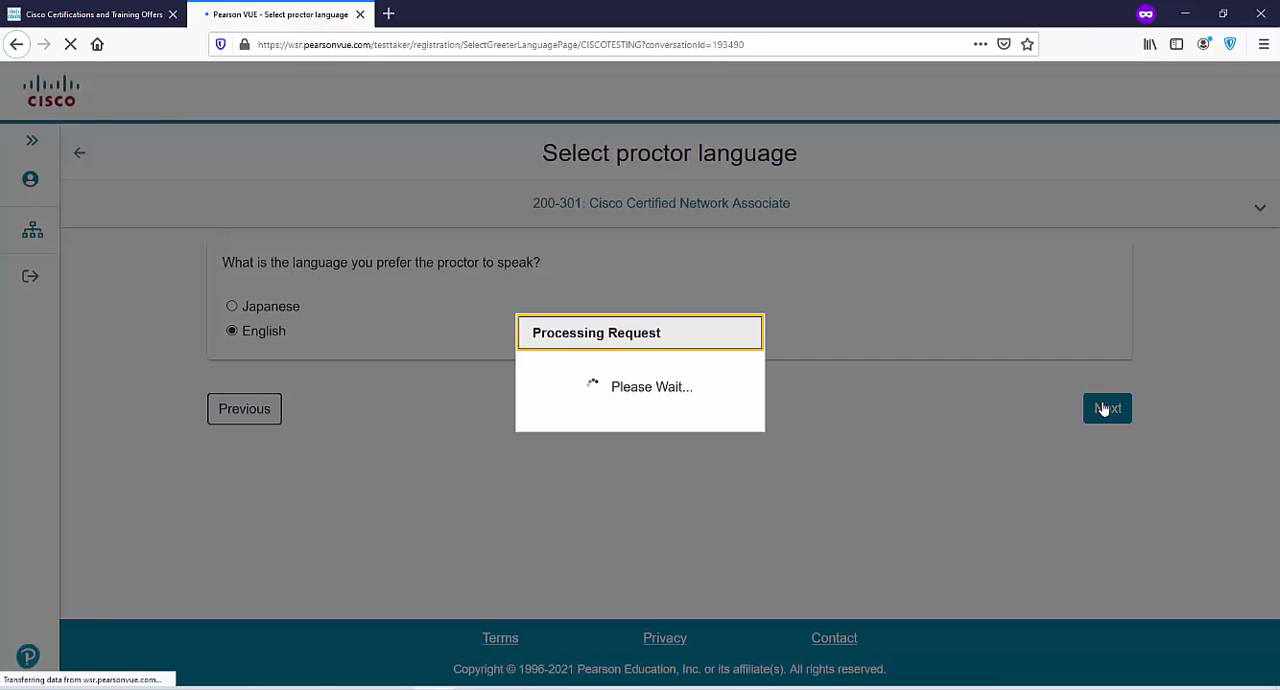 Cisco Certifications and Training Offers
Pearson VUE - Select proctor language
https://wsr.pearsonvue.com/testtaker/registration/SelectGreeterLanguagePage/CISCOTESTING?conversationId=193490
CISCO
Select proctor language
200-301: Cisco Certified Network Associate
What is the language you prefer the proctor to speak?
Japanese
English
Processing Request
Please Wait...
Previous
Next
Terms Privacy Contact
Copyright © 1996-2021 Pearson Education, Inc. or its affiliate(s). All rights reserved.
Transferring data from wsr.pearsonvue.com...